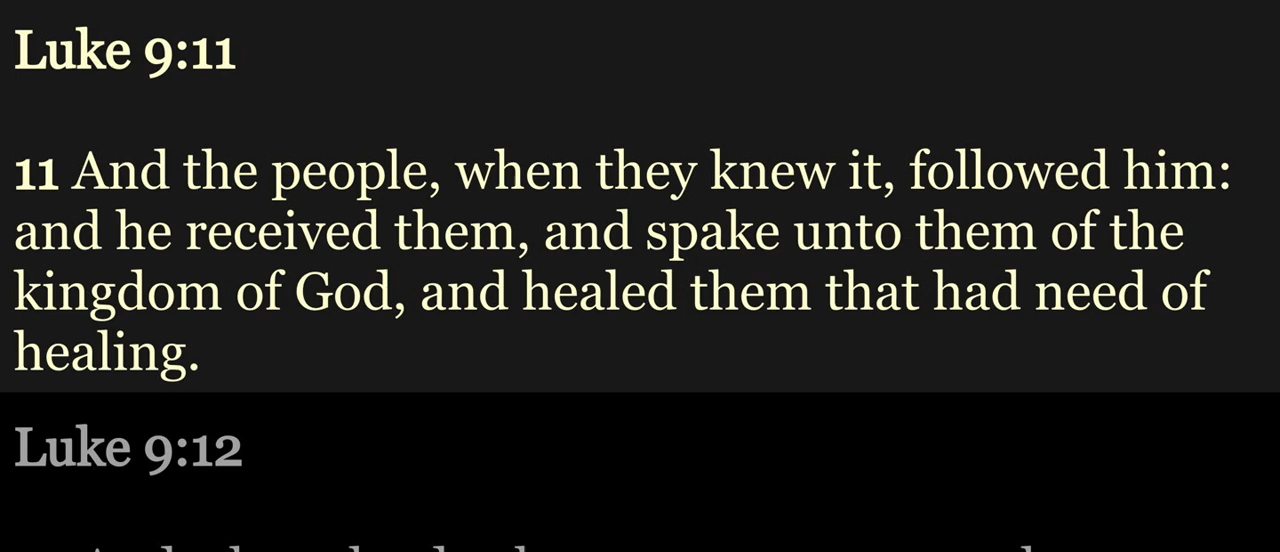 Luke 9:11
11 And the people, when they knew it, followed him:
and he received them, and spake unto them of the
kingdom of God, and healed them that had need of
healing.
Luke 9:12